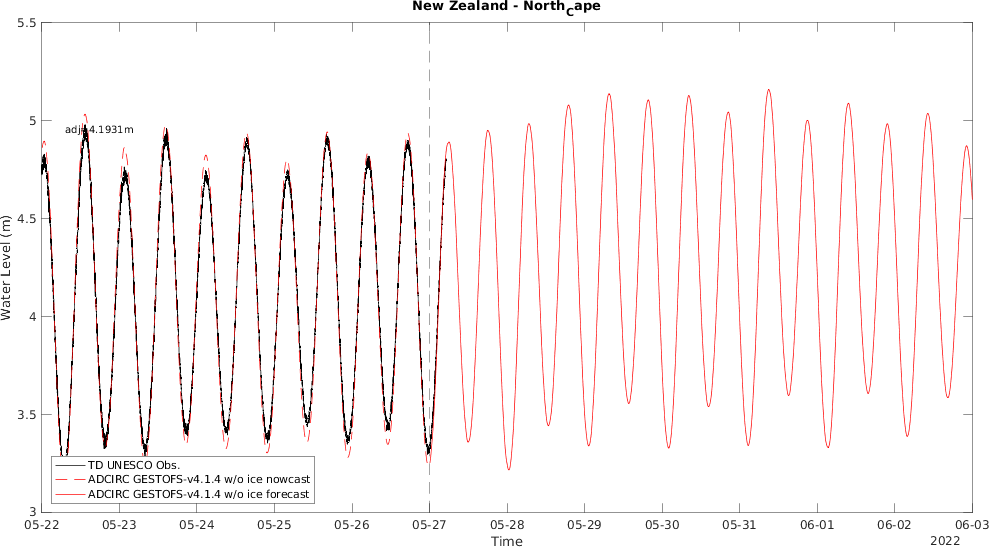 New Zealand - NorthCape
5.5
5
4.5
4
3.5
3
Water Level (m)
adj=4.1931m
TD UNESCO Obs.
ADCIRC GESTOFS-v4.1.4 w/o ice nowcast
ADCIRC GESTOFS-v4.1.4 w/o ice forecast
05-22 05-23 05-24 05-25 05-26 05-27 05-28 05-29 05-30 05-31 06-01 06-02 06-03
Time
2022